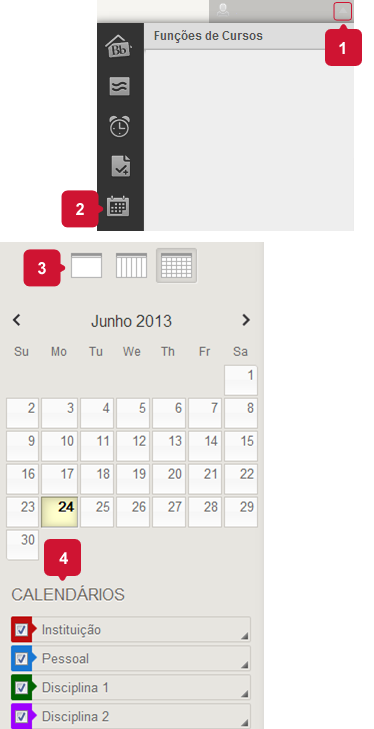 Funções de Cursos
1
Bb
2
3
Junho 2013
Su Mo Tu We Th Fr Sa
1
2 3 4 5 6 7 8
9 10 11 12 13 14 15
16 17 18 19 20 21 22
23 24 25 26 27 28 29
30
4
CALENDÁRIOS
Instituição
Pessoal
Disciplina 1
Disciplina 2